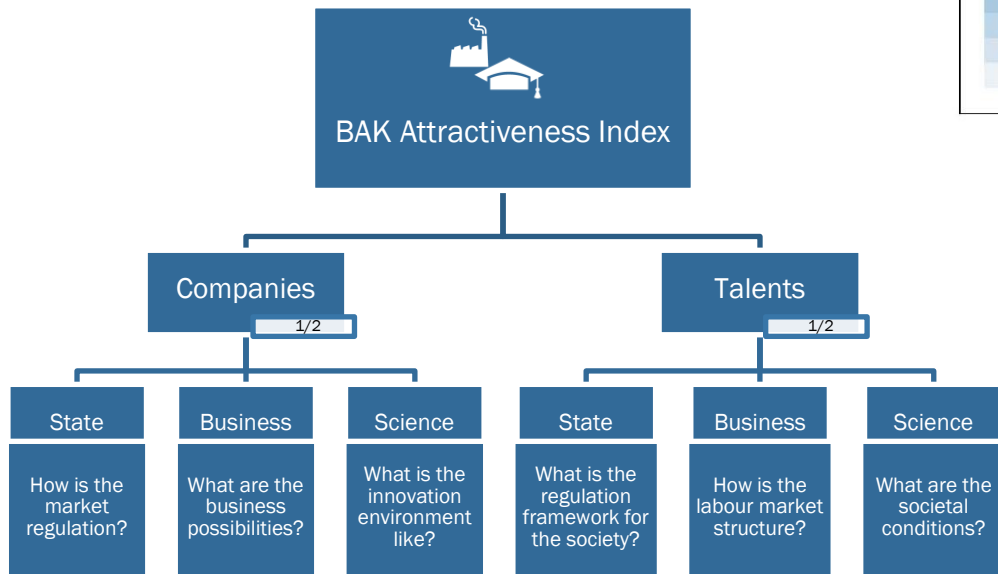 BAK Attractiveness Index
Companies
1/2
Talents
1/2
State
Business
Science
State
Business
Science
How is the
market
regulation?
What are the
business
possibilities?
What is the
innovation
environment
like?
What is the
regulation
framework for
the society?
How is the
labour market
structure?
What are the
societal
conditions?